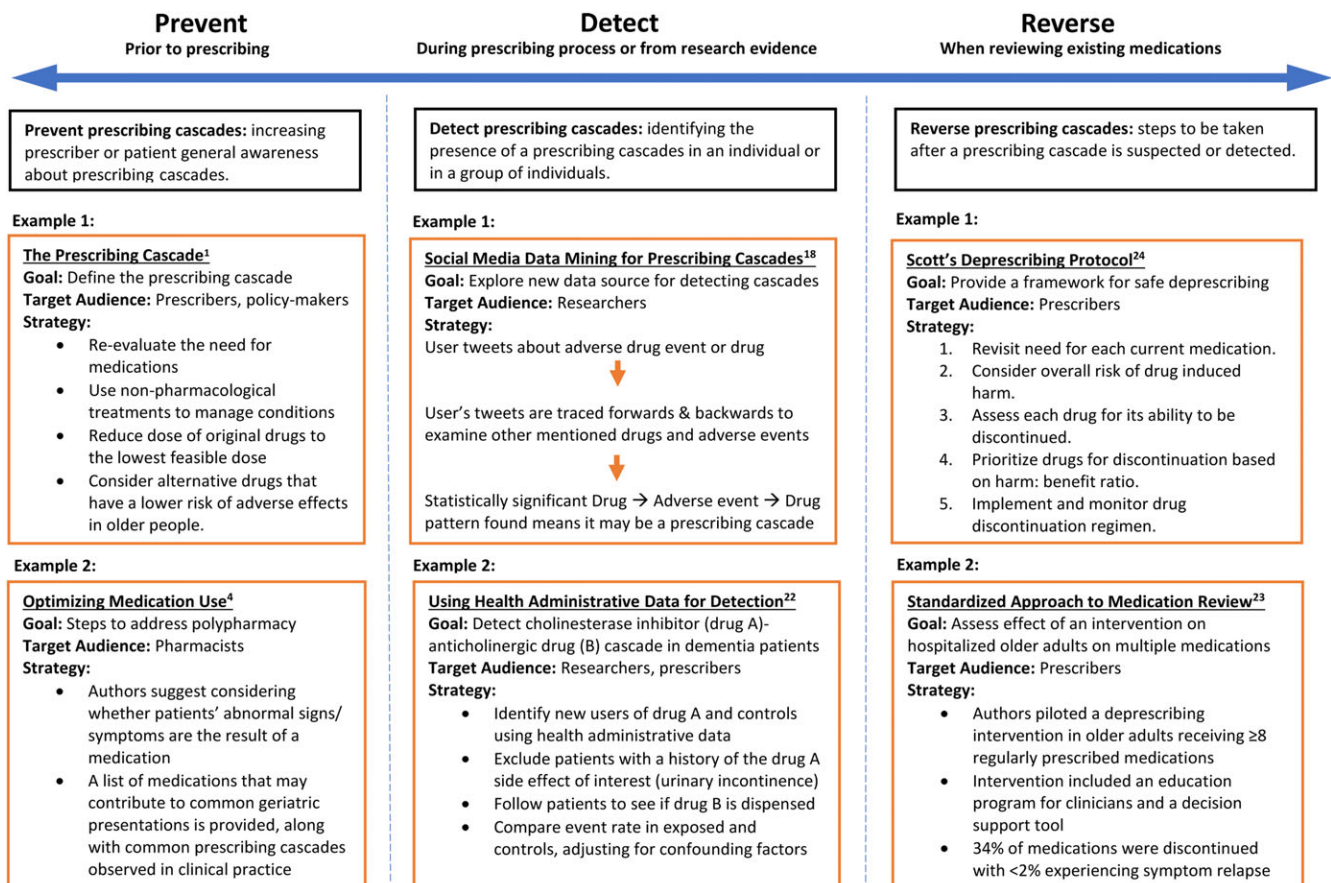 Prevent
Prior to prescribing
Detect
During prescribing process or from research evidence
Reverse
When reviewing existing medications
Prevent prescribing cascades: increasing
prescriber or patient general awareness
about prescribing cascades.
Example 1:
The Prescribing Cascade¹
Goal: Define the prescribing cascade
Target Audience: Prescribers, policy-makers
Strategy:
• Re-evaluate the need for
medications
• Use non-pharmacological
treatments to manage conditions
• Reduce dose of original drugs to
the lowest feasible dose
• Consider alternative drugs that
have a lower risk of adverse effects
in older people.
Example 2:
Optimizing Medication Use⁴
Goal: Steps to address polypharmacy
Target Audience: Pharmacists
Strategy:
• Authors suggest considering
whether patients' abnormal signs/
symptoms are the result of a
medication
• A list of medications that may
contribute to common geriatric
presentations is provided, along
with common prescribing cascades
observed in clinical practice
Detect prescribing cascades: identifying the
presence of a prescribing cascades in an individual or
in a group of individuals.
Example 1:
Social Media Data Mining for Prescribing Cascades¹⁸
Goal: Explore new data source for detecting cascades
Target Audience: Researchers
Strategy:
User tweets about adverse drug event or drug
User's tweets are traced forwards & backwards to
examine other mentioned drugs and adverse events
Statistically significant Drug → Adverse event → Drug
pattern found means it may be a prescribing cascade
Example 2:
Using Health Administrative Data for Detection²²
Goal: Detect cholinesterase inhibitor (drug A)-
anticholinergic drug (B) cascade in dementia patients
Target Audience: Researchers, prescribers
Strategy:
• Identify new users of drug A and controls
using health administrative data
• Exclude patients with a history of the drug A
side effect of interest (urinary incontinence)
• Follow patients to see if drug B is dispensed
• Compare event rate in exposed and
controls, adjusting for confounding factors
Reverse prescribing cascades: steps to be taken
after a prescribing cascade is suspected or detected.
Example 1:
Scott's Deprescribing Protocol²⁴
Goal: Provide a framework for safe deprescribing
Target Audience: Prescribers
Strategy:
1. Revisit need for each current medication.
2. Consider overall risk of drug induced
harm.
3. Assess each drug for its ability to be
discontinued.
4. Prioritize drugs for discontinuation based
on harm: benefit ratio.
5. Implement and monitor drug
discontinuation regimen.
Example 2:
Standardized Approach to Medication Review²³
Goal: Assess effect of an intervention on
hospitalized older adults on multiple medications
Target Audience: Prescribers
Strategy:
• Authors piloted a deprescribing
intervention in older adults receiving ≥8
regularly prescribed medications
• Intervention included an education
program for clinicians and a decision
support tool
• 34% of medications were discontinued
with <2% experiencing symptom relapse